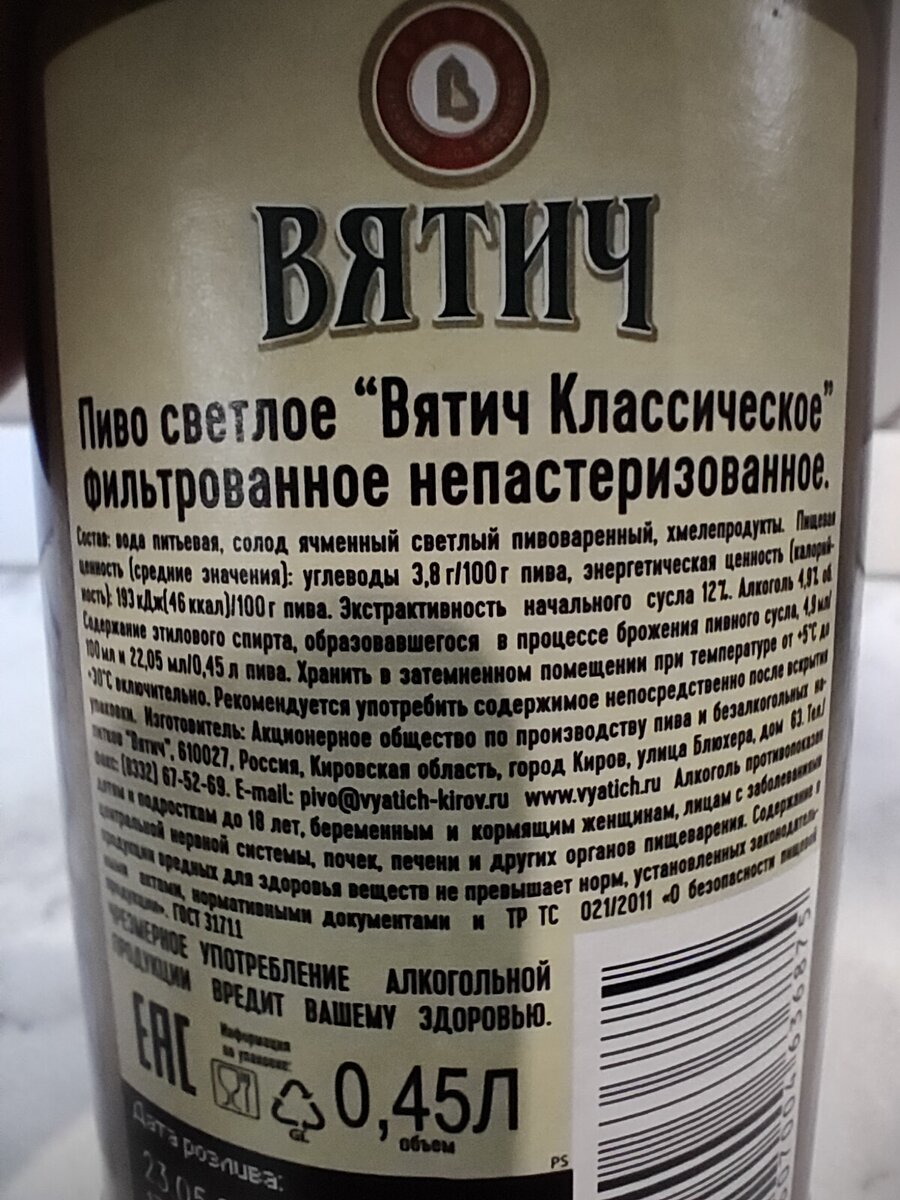 ВЯТИЧ
Пиво светлое “Вятич Классическое”
фильтрованное непастеризованное.
Состав: вода питьевая, солод ячменный светлый пивоваренный, хмелепродукты. Пищевая
ценность (средние значения): углеводы 3,8 г/100 г пива, энергетическая ценность (калорий-
ность): 193 кДж(46 ккал)/100 г пива. Экстрактивность начального сусла 12%. Алкоголь 4,9% об.
Содержание этилового спирта, образовавшегося в процессе брожения пивного сусла, 4,9 мл/
100 мл и 22,05 мл/0,45 л пива. Хранить в затемненном помещении при температуре от +5°С до
+30°С включительно. Рекомендуется употребить содержимое непосредственно после вскрытия
упаковки. Изготовитель: Акционерное общество по производству пива и безалкогольных на-
питков "Вятич", 610027, Россия, Кировская область, город Киров, улица Блюхера, дом 63. Тел/
факс: (8332) 67-52-69. E-mail: pivo@vyatich-kirov.ru www.vyatich.ru Алкоголь противопоказан
детям и подросткам до 18 лет, беременным и кормящим женщинам, лицам с заболеваниями
центральной нервной системы, почек, печени и других органов пищеварения. Содержание в
продукции вредных для здоровья веществ не превышает норм, установленных законодатель-
ными актами, нормативными документами и ТР ТС 021/2011 «О безопасности пищевой
продукции». ГОСТ 31711
ЧРЕЗМЕРНОЕ УПОТРЕБЛЕНИЕ АЛКОГОЛЬНОЙ
ПРОДУКЦИИ ВРЕДИТ ВАШЕМУ ЗДОРОВЬЮ.
EAC
Информация
по упаковке:
GL
0,45Л
объем
PS
Дата розлива:
23.05